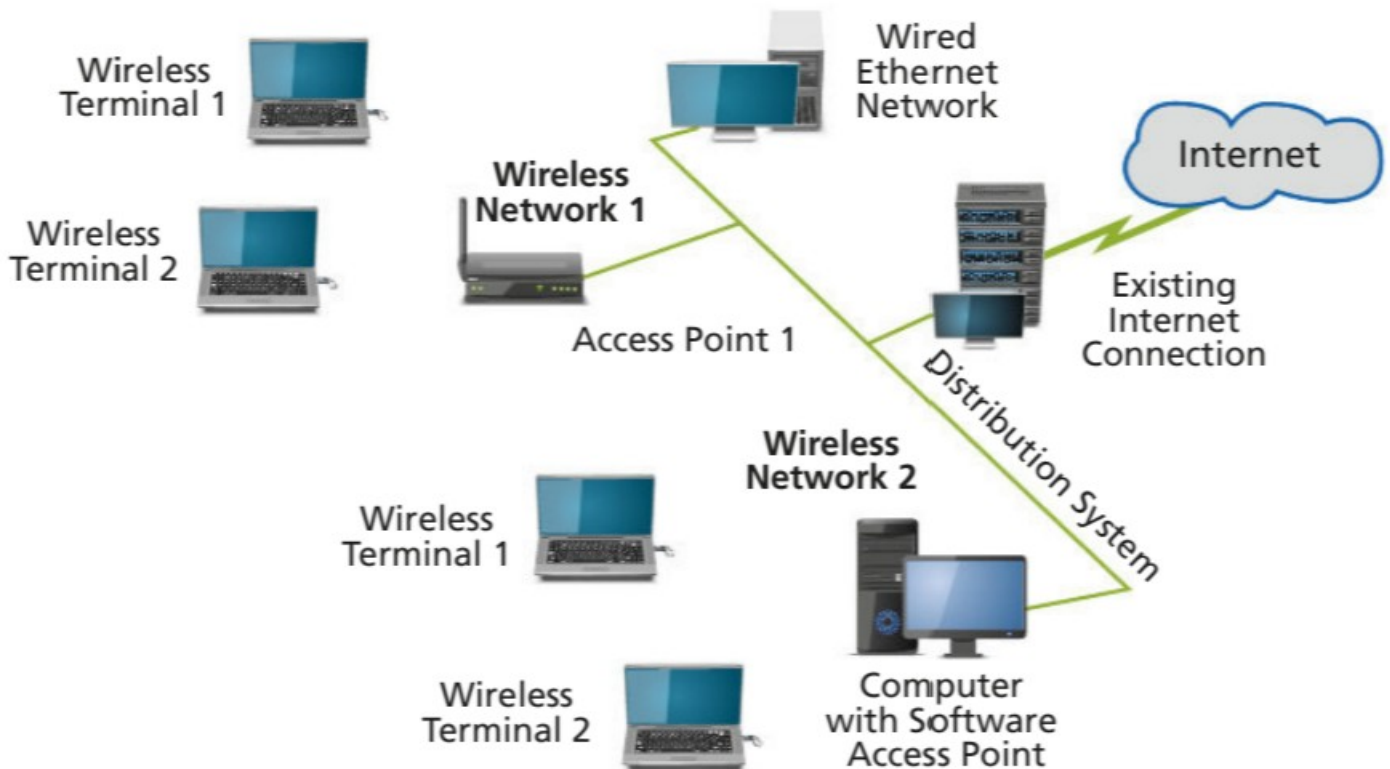 Wireless
Terminal 1
Wired
Ethernet
Network
Internet
Wireless
Network 1
Wireless
Terminal 2
Existing
Internet
Connection
Access Point 1
Distribution System
Wireless
Network 2
Wireless
Terminal 1
Wireless
Terminal 2
Computer
with Software
Access Point